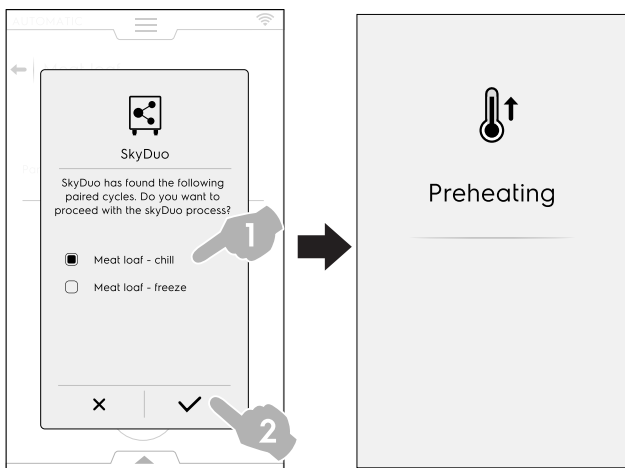 AUTOMATIC
SkyDuo
SkyDuo has found the following
paired cycles. Do you want to
proceed with the skyDuo process?
Meat loaf - chill
Meat loaf - freeze
1
2
Preheating